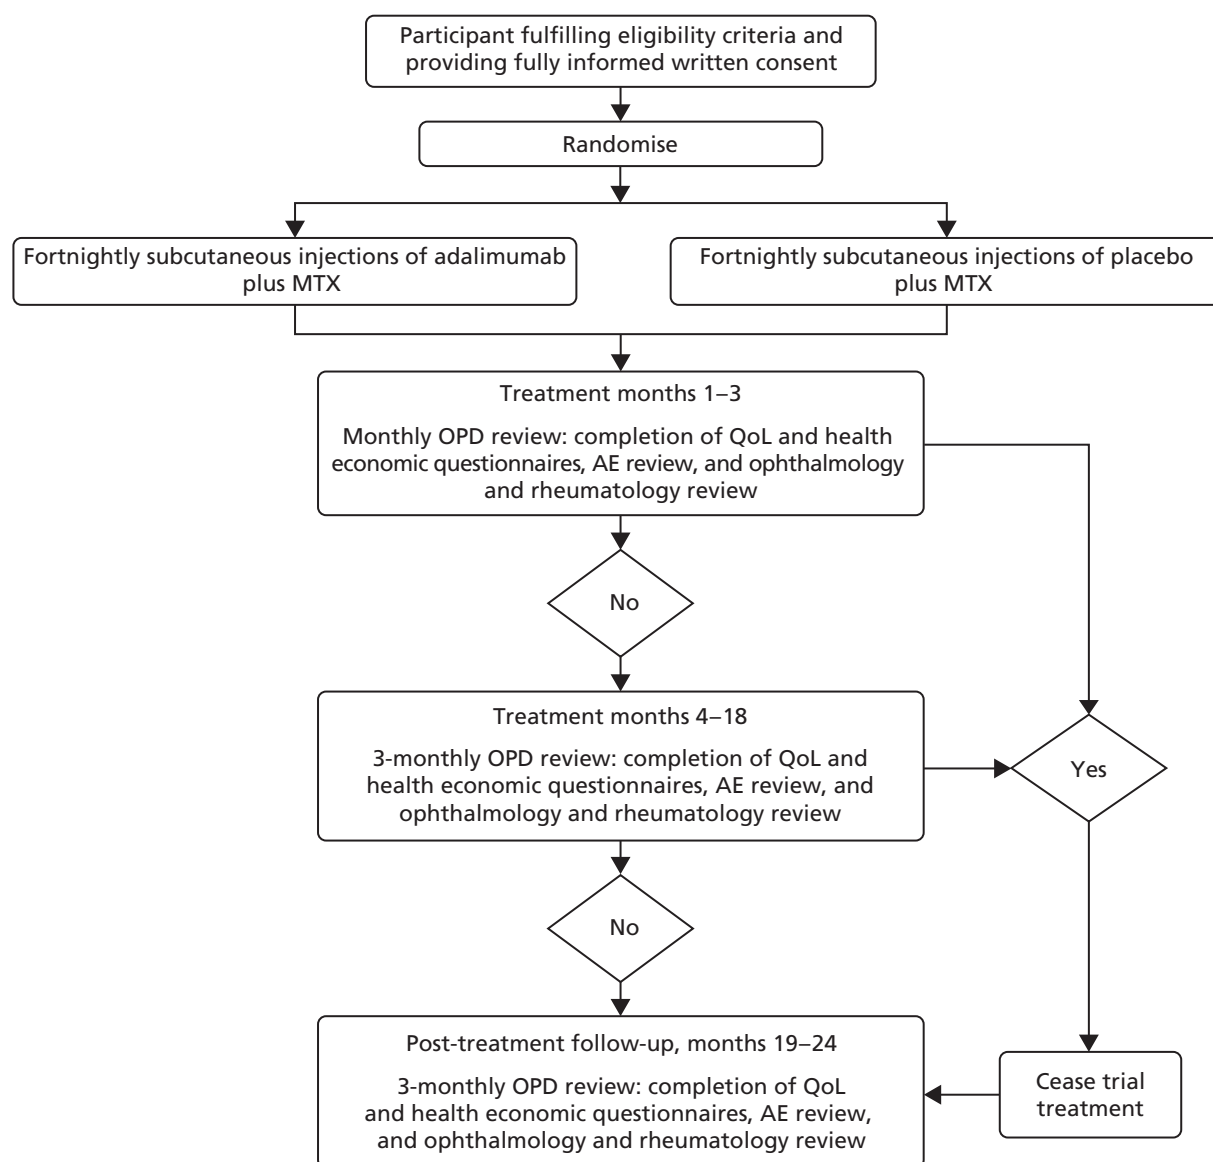 Participant fulfilling eligibility criteria and
providing fully informed written consent
Randomise
Fortnightly subcutaneous injections of adalimumab
plus MTX
Fortnightly subcutaneous injections of placebo
plus MTX
Treatment months 1–3
Monthly OPD review: completion of QoL and health
economic questionnaires, AE review, and ophthalmology
and rheumatology review
No
Treatment months 4–18
3-monthly OPD review: completion of QoL and
health economic questionnaires, AE review, and
ophthalmology and rheumatology review
Yes
No
Post-treatment follow-up, months 19–24
3-monthly OPD review: completion of QoL
and health economic questionnaires, AE review,
and ophthalmology and rheumatology review
Cease trial
treatment